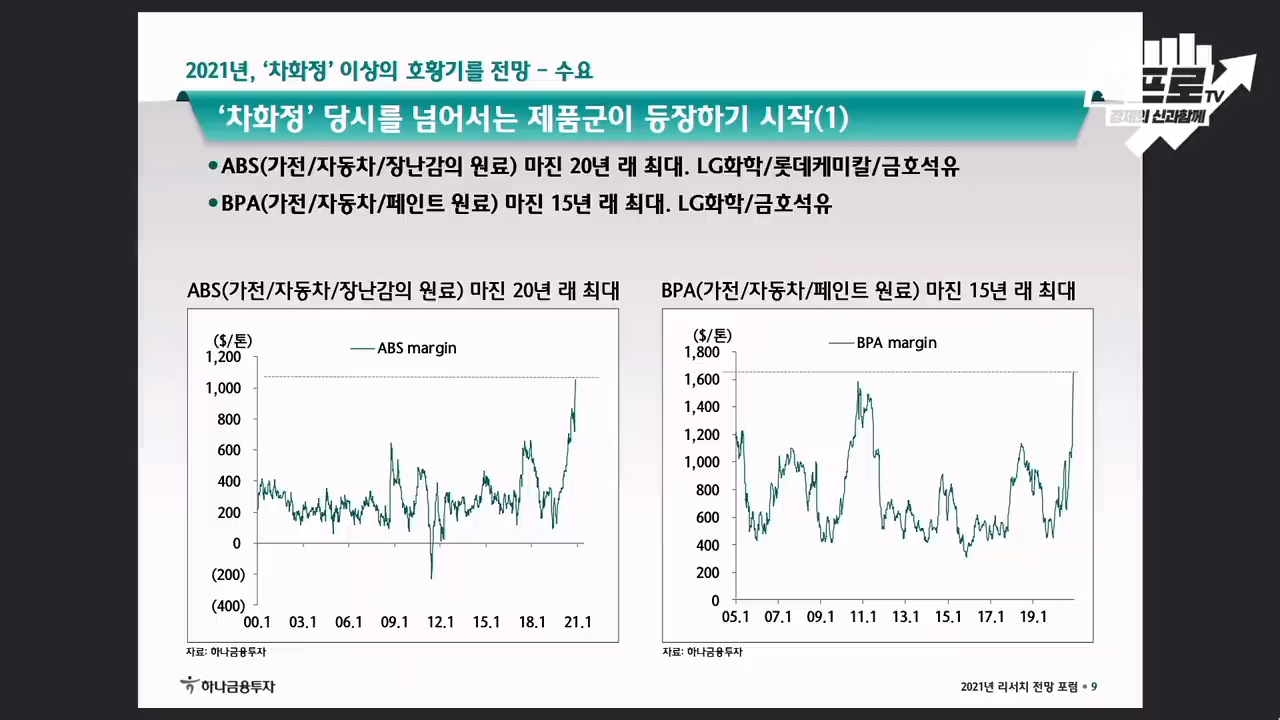 2021년, ‘차화정’ 이상의 호황기를 전망 - 수요
‘차화정’ 당시를 넘어서는 제품군이 등장하기 시작(1)
프로TV
경제의 신과함께
•ABS(가전/자동차/장난감의 원료) 마진 20년 래 최대. LG화학/롯데케미칼/금호석유
•BPA(가전/자동차/페인트 원료) 마진 15년 래 최대. LG화학/금호석유
ABS(가전/자동차/장난감의 원료) 마진 20년 래 최대
($/톤)
ABS margin
1,200
1,000
800
600
400
200
0
(200)
(400)
00.1 03.1 06.1 09.1 12.1 15.1 18.1 21.1
자료: 하나금융투자
BPA(가전/자동차/페인트 원료) 마진 15년 래 최대
($/톤)
BPA margin
1,800
1,600
1,400
1,200
1,000
800
600
400
200
0
05.1 07.1 09.1 11.1 13.1 15.1 17.1 19.1
자료: 하나금융투자
하나금융투자
2021년 리서치 전망 포럼 • 9